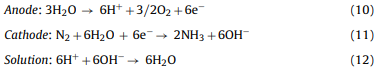 Anode: 3H₂O → 6H⁺ + 3/2O₂ + 6e⁻ (10)
Cathode: N₂ + 6H₂O + 6e⁻ → 2NH₃ + 6OH⁻ (11)
Solution: 6H⁺ + 6OH⁻ → 6H₂O (12)